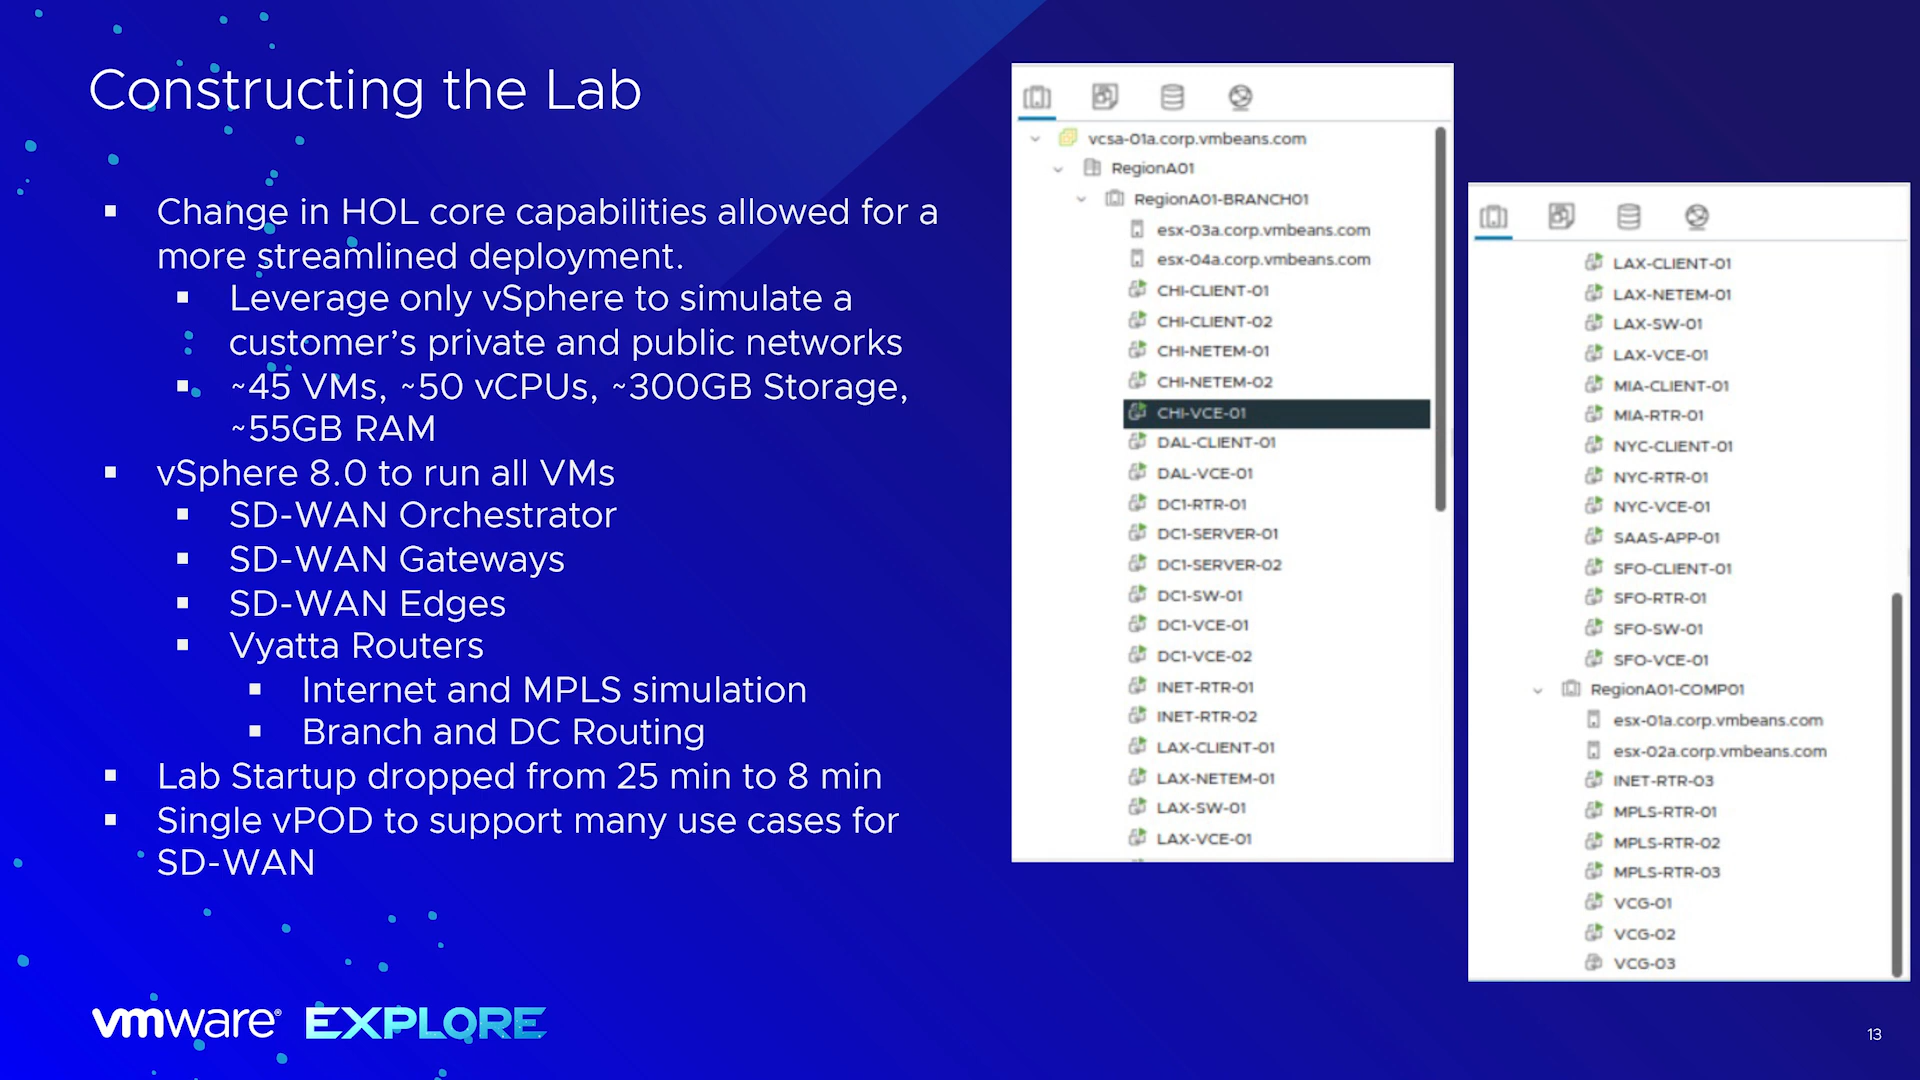 Constructing the Lab
▪ Change in HOL core capabilities allowed for a
more streamlined deployment.
▪ Leverage only vSphere to simulate a
customer’s private and public networks
▪ ~45 VMs, ~50 vCPUs, ~300GB Storage,
~55GB RAM
▪ vSphere 8.0 to run all VMs
▪ SD-WAN Orchestrator
▪ SD-WAN Gateways
▪ SD-WAN Edges
▪ Vyatta Routers
▪ Internet and MPLS simulation
▪ Branch and DC Routing
▪ Lab Startup dropped from 25 min to 8 min
▪ Single vPOD to support many use cases for
SD-WAN
vcsa-01a.corp.vmbeans.com
RegionA01
RegionA01-BRANCH01
esx-03a.corp.vmbeans.com
esx-04a.corp.vmbeans.com
CHI-CLIENT-01
CHI-CLIENT-02
CHI-NETEM-01
CHI-NETEM-02
CHI-VCE-01
DAL-CLIENT-01
DAL-VCE-01
DC1-RTR-01
DC1-SERVER-01
DC1-SERVER-02
DC1-SW-01
DC1-VCE-01
DC1-VCE-02
INET-RTR-01
INET-RTR-02
LAX-CLIENT-01
LAX-NETEM-01
LAX-SW-01
LAX-VCE-01
LAX-CLIENT-01
LAX-NETEM-01
LAX-SW-01
LAX-VCE-01
MIA-CLIENT-01
MIA-RTR-01
NYC-CLIENT-01
NYC-RTR-01
NYC-VCE-01
SAAS-APP-01
SFO-CLIENT-01
SFO-RTR-01
SFO-SW-01
SFO-VCE-01
RegionA01-COMP01
esx-01a.corp.vmbeans.com
esx-02a.corp.vmbeans.com
INET-RTR-03
MPLS-RTR-01
MPLS-RTR-02
MPLS-RTR-03
VCG-01
VCG-02
VCG-03
vmware® EXPLORE
13